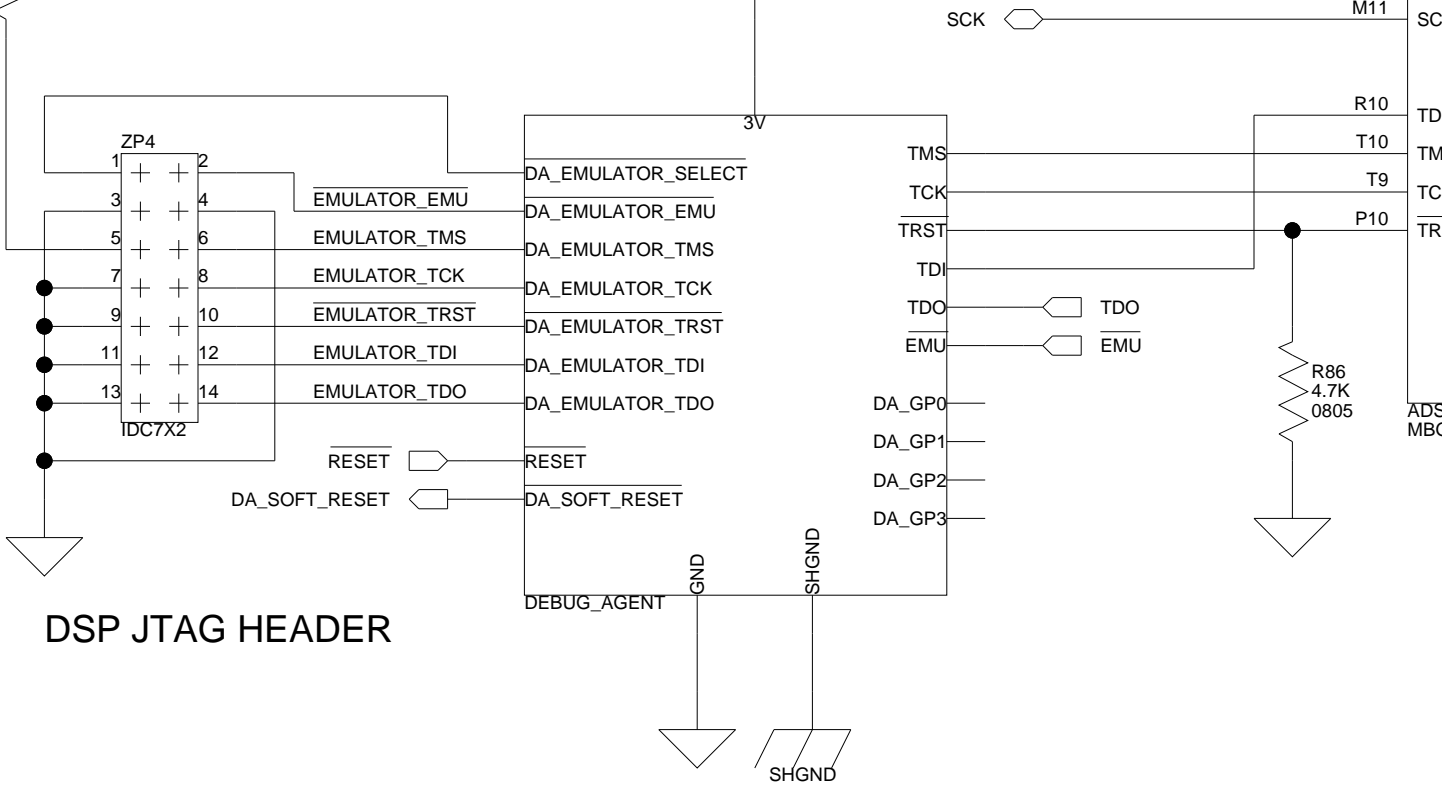 SCK
M11
SC
3V
R10
TD
ZP4
TMS
T10
TM
1
2
DA_EMULATOR_SELECT
TCK
T9
TC
3
4
EMULATOR_EMU
DA_EMULATOR_EMU
TRST
P10
TR
5
6
EMULATOR_TMS
DA_EMULATOR_TMS
TDI
7
8
EMULATOR_TCK
DA_EMULATOR_TCK
TDO
TDO
9
10
EMULATOR_TRST
DA_EMULATOR_TRST
EMU
EMU
11
12
EMULATOR_TDI
DA_EMULATOR_TDI
R86
4.7K
0805
13
14
EMULATOR_TDO
DA_EMULATOR_TDO
DA_GP0
ADS
MBG
IDC7X2
DA_GP1
RESET
RESET
DA_GP2
DA_SOFT_RESET
DA_SOFT_RESET
DA_GP3
GND
SHGND
DEBUG_AGENT
DSP JTAG HEADER
SHGND